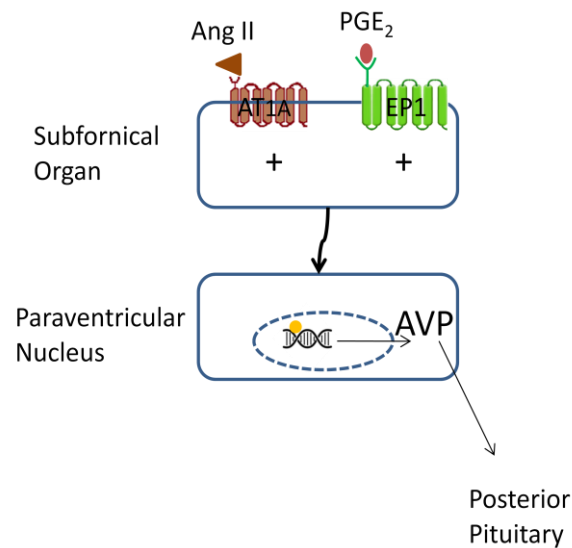 Ang II
PGE₂
AT1A
EP1
Subfornical
Organ
+
+
Paraventricular
Nucleus
AVP
Posterior
Pituitary